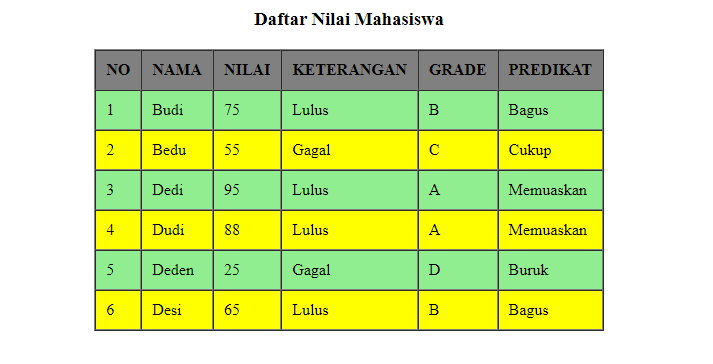 Daftar Nilai Mahasiswa
NO NAMA NILAI KETERANGAN GRADE PREDIKAT
1 Budi 75 Lulus B Bagus
2 Bedu 55 Gagal C Cukup
3 Dedi 95 Lulus A Memuaskan
4 Dudi 88 Lulus A Memuaskan
5 Deden 25 Gagal D Buruk
6 Desi 65 Lulus B Bagus